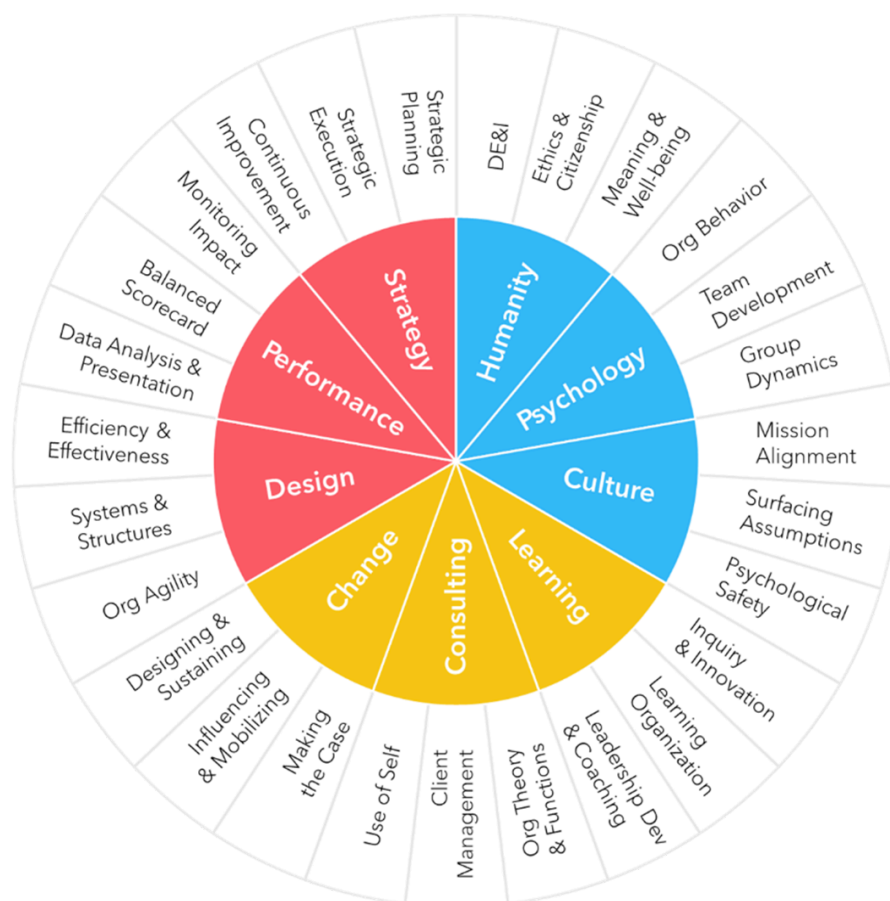 Strategy
Humanity
Psychology
Culture
Learning
Consulting
Change
Design
Performance
DE&I
Ethics &
Citizenship
Meaning &
Well-being
Org Behavior
Team
Development
Group
Dynamics
Mission
Alignment
Surfacing
Assumptions
Psychological
Safety
Inquiry
& Innovation
Learning
Organization
Leadership Dev
& Coaching
Org Theory
& Functions
Client
Management
Use of Self
Making
the Case
Influencing
& Mobilizing
Designing &
Sustaining
Org Agility
Systems &
Structures
Efficiency &
Effectiveness
Data Analysis &
Presentation
Balanced
Scorecard
Monitoring
Impact
Continuous
Improvement
Strategic
Execution
Strategic
Planning